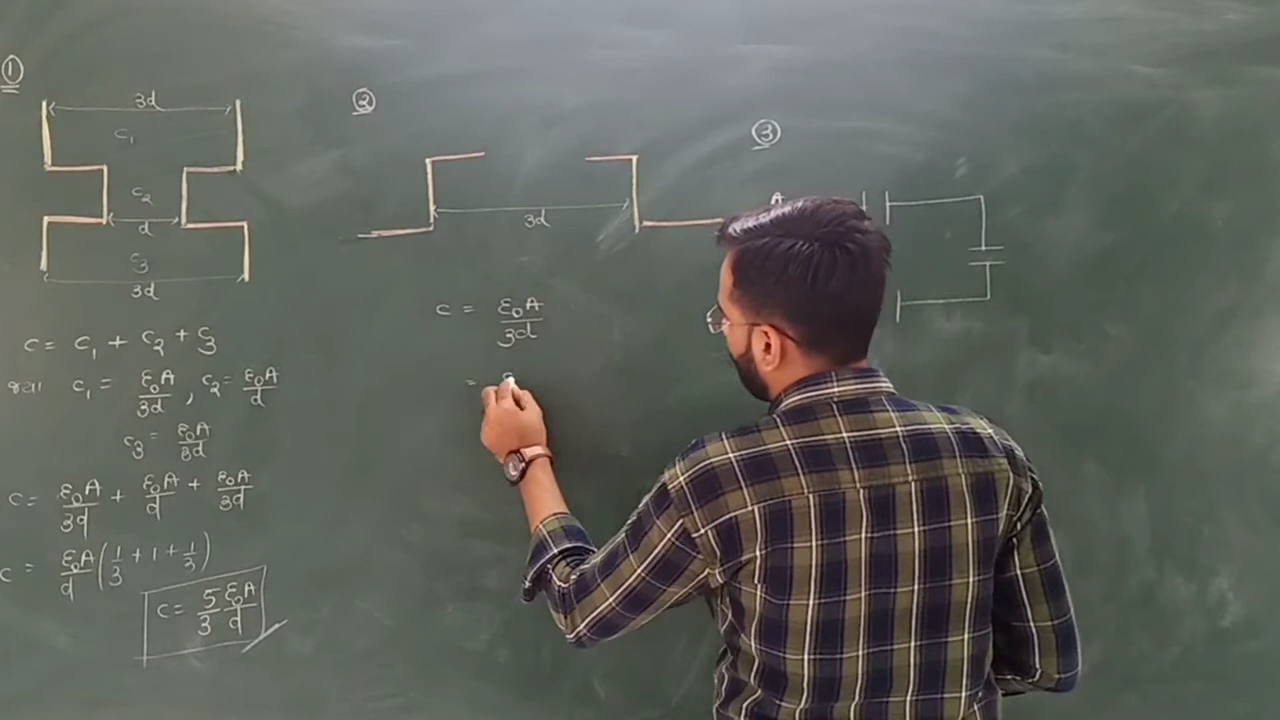 ①
3d
C₁
C₂
d
C₃
3d
C = C₁ + C₂ + C₃
જ્યાં C₁ = ε₀A/3d , C₂ = ε₀A/d
C₃ = ε₀A/3d
C = ε₀A/3d + ε₀A/d + ε₀A/3d
C = ε₀A/d (1/3 + 1 + 1/3)
C = 5/3 ε₀A/d
②
3d
C = ε₀A/3d
=
③
A